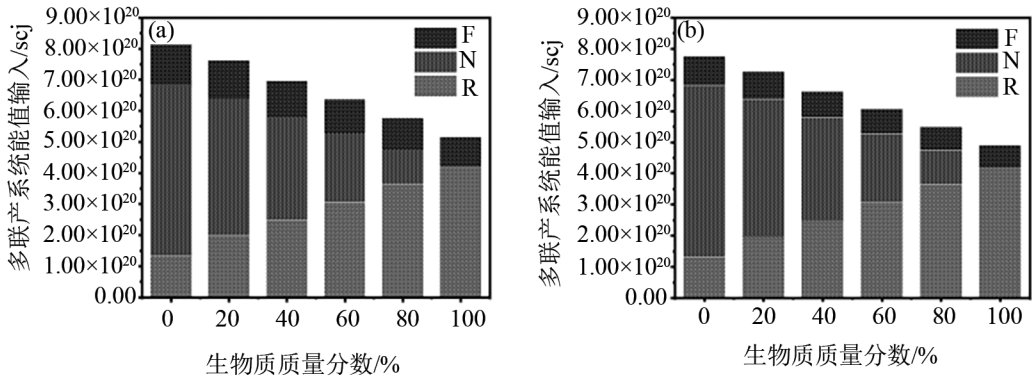 (a)
F
N
R
9.00×10²⁰
8.00×10²⁰
7.00×10²⁰
6.00×10²⁰
5.00×10²⁰
4.00×10²⁰
3.00×10²⁰
2.00×10²⁰
1.00×10²⁰
0.00
多联产系统能值输入/scj
0 20 40 60 80 100
生物质质量分数/%
(b)
F
N
R
9.00×10²⁰
8.00×10²⁰
7.00×10²⁰
6.00×10²⁰
5.00×10²⁰
4.00×10²⁰
3.00×10²⁰
2.00×10²⁰
1.00×10²⁰
0.00
多联产系统能值输入/scj
0 20 40 60 80 100
生物质质量分数/%